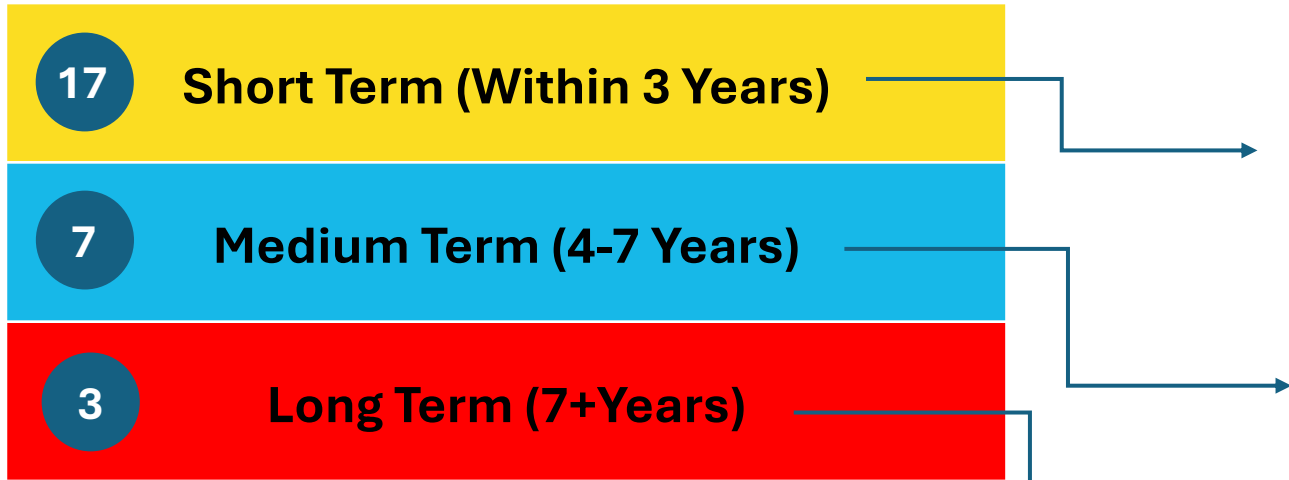 17
Short Term (Within 3 Years)
7
Medium Term (4-7 Years)
3
Long Term (7+Years)